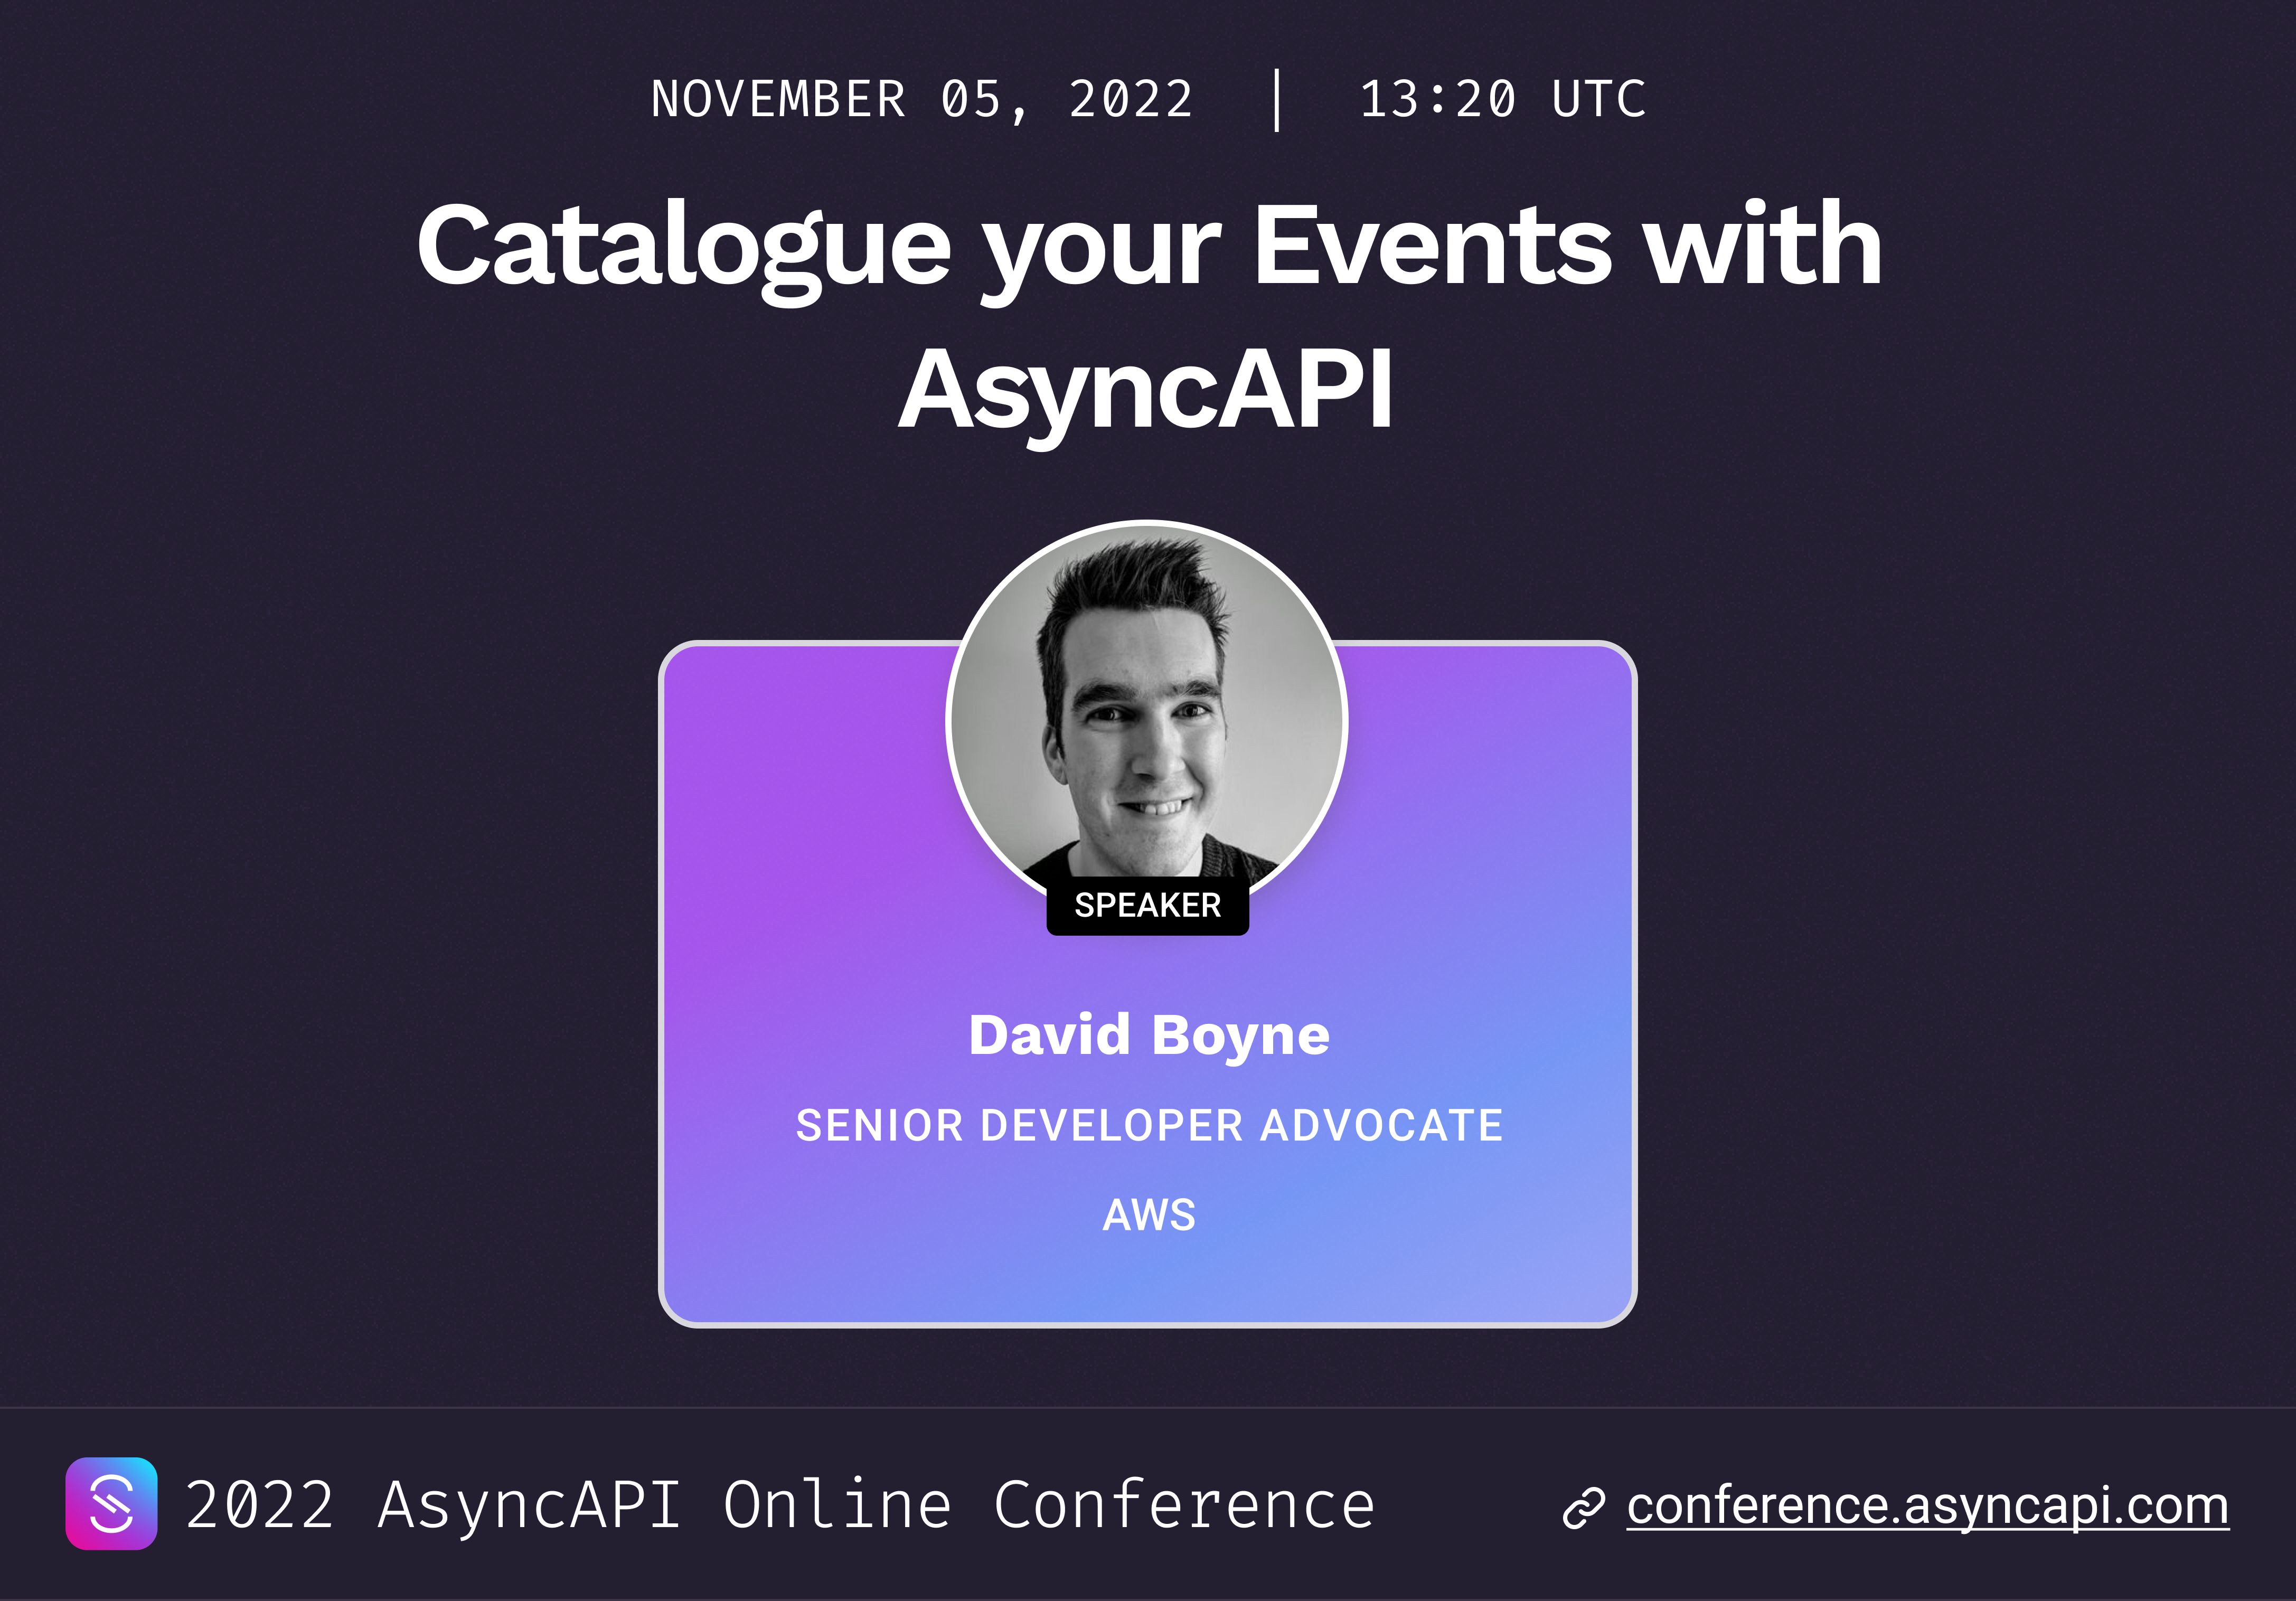 NOVEMBER 05, 2022 | 13:20 UTC
Catalogue your Events with
AsyncAPI
SPEAKER
David Boyne
SENIOR DEVELOPER ADVOCATE
AWS
2022 AsyncAPI Online Conference
conference.asyncapi.com